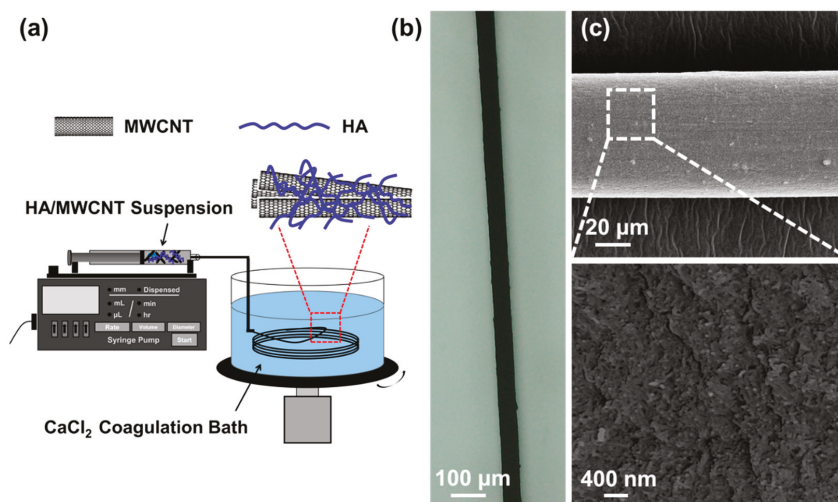 (a)
MWCNT
HA
HA/MWCNT Suspension
mm
Dispensed
mL
min
µL
hr
Rate
Volume
Diameter
Syringe Pump
Start
CaCl₂ Coagulation Bath
(b)
100 µm
(c)
20 µm
400 nm